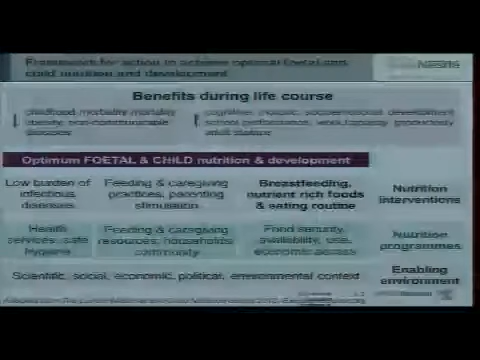 Framework for action to achieve optimal foetal and
child nutrition and development
Benefits during life course
childhood morbidity mortality
obesity, non-communicable
diseases
cognitive, motor, socioemotional development
school performance, work capacity productivity
adult stature
Optimum FOETAL & CHILD nutrition & development
Low burden of
infectious
diseases
Feeding & caregiving
practices, parenting
stimulation
Breastfeeding,
nutrient rich foods
& eating routine
Nutrition
interventions
Health
services, safe
hygiene
Feeding & caregiving
resources, households
community
Food security,
availability, use,
economic access
Nutrition
programmes
Scientific, social, economic, political, environmental context
Enabling
environment